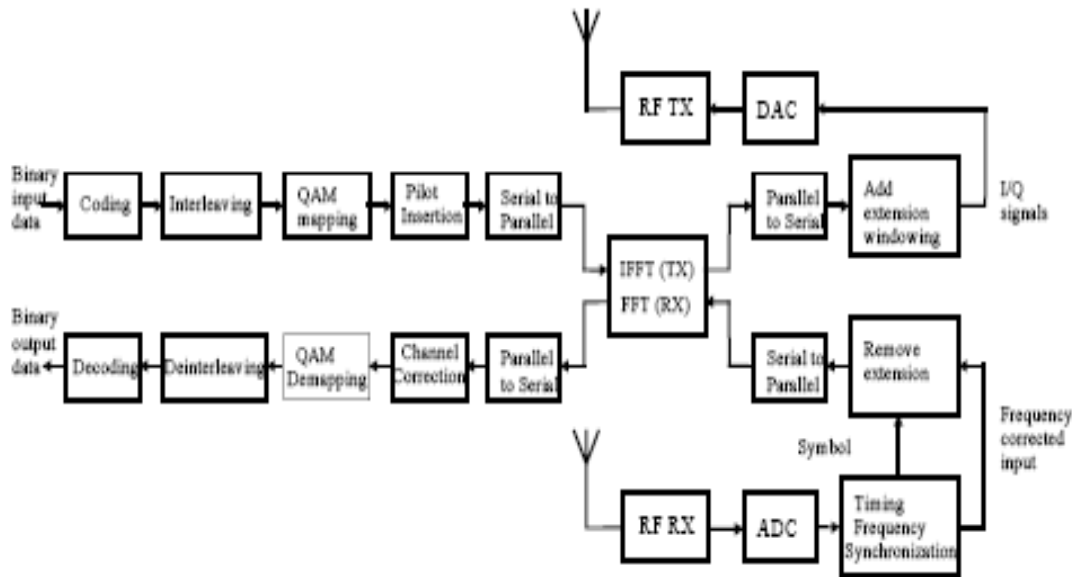 RF TX
DAC
Binary
input
data
Coding
Interleaving
QAM
mapping
Pilot
Insertion
Serial to
Parallel
Parallel
to Serial
Add
extension
windowing
I/Q
signals
IFFT (TX)
FFT (RX)
Binary
output
data
Decoding
Deinterleaving
QAM
Demapping
Channel
Correction
Parallel
to Serial
Serial to
Parallel
Remove
extension
Symbol
Frequency
corrected
input
RF RX
ADC
Timing
Frequency
Synchronization